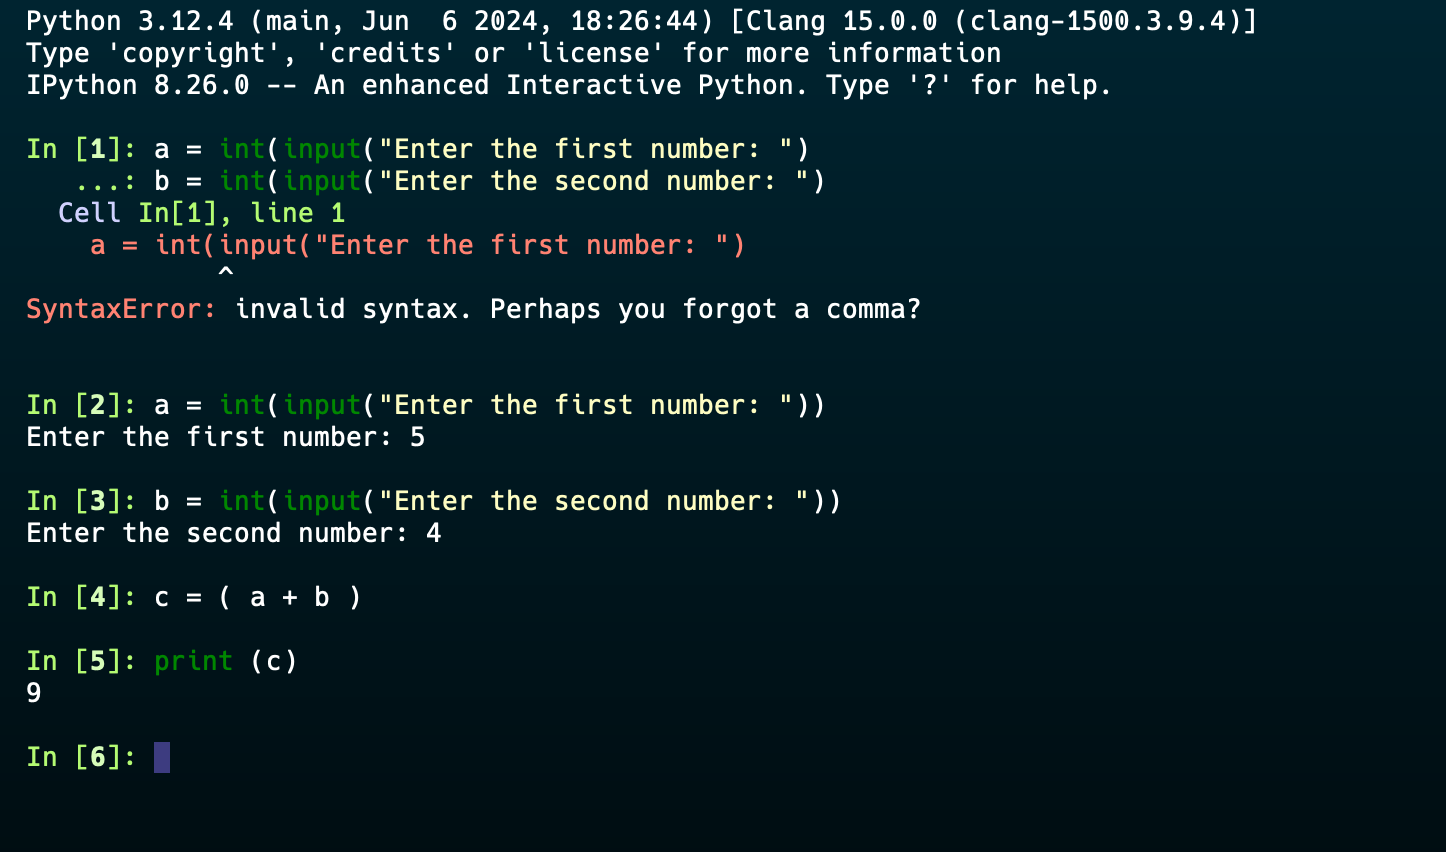 Python 3.12.4 (main, Jun  6 2024, 18:26:44) [Clang 15.0.0 (clang-1500.3.9.4)]
Type 'copyright', 'credits' or 'license' for more information
IPython 8.26.0 -- An enhanced Interactive Python. Type '?' for help.

In [1]: a = int(input("Enter the first number: ")
   ...: b = int(input("Enter the second number: ")
  Cell In[1], line 1
    a = int(input("Enter the first number: ")
            ^
SyntaxError: invalid syntax. Perhaps you forgot a comma?

In [2]: a = int(input("Enter the first number: "))
Enter the first number: 5

In [3]: b = int(input("Enter the second number: "))
Enter the second number: 4

In [4]: c = ( a + b )

In [5]: print (c)
9

In [6]: